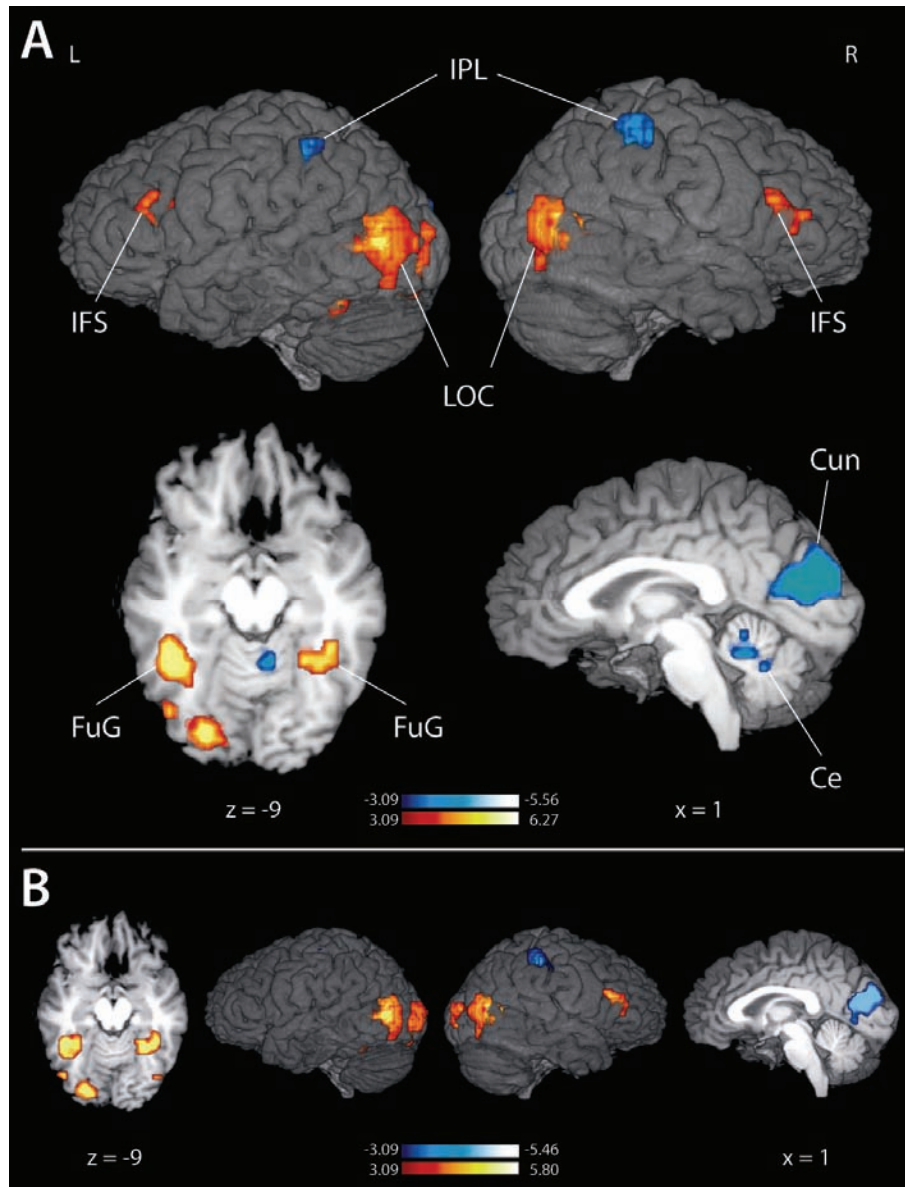 A
L
R
IPL
IFS
IFS
LOC
Cun
FuG
FuG
Ce
z = -9
-3.09 -5.56
3.09 6.27
x = 1
B
z = -9
-3.09 -5.46
3.09 5.80
x = 1